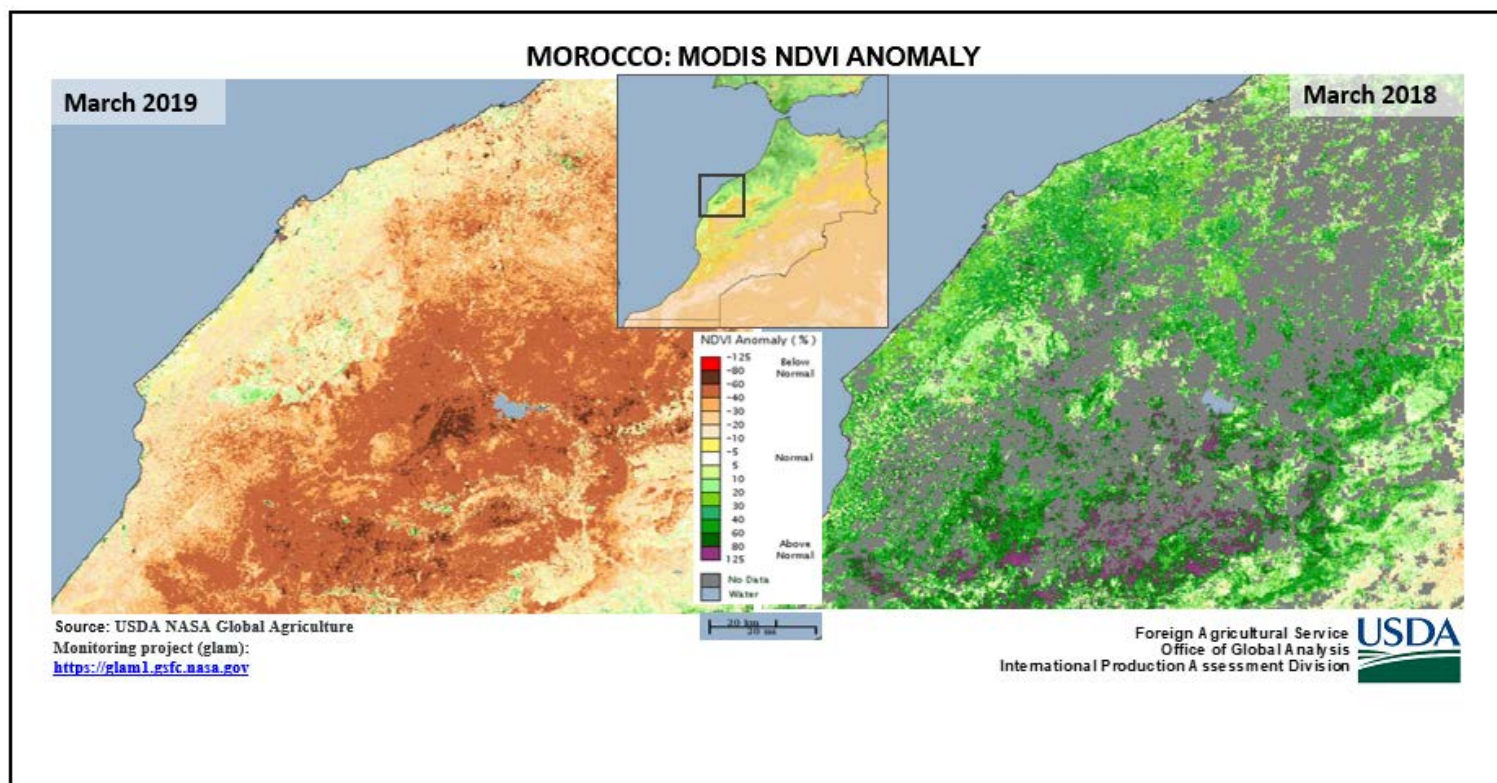 MOROCCO: MODIS NDVI ANOMALY
March 2019
March 2018
NDVI Anomaly ( % )
-125
-80
-60
-40
-30
-20
-10
-5
5
10
20
30
40
60
80
125
Below
Normal
Normal
Above
Normal
No Data
Water
20 km
20 mi
Source: USDA NASA Global Agriculture
Monitoring project (glam):
https://glam1.gsfc.nasa.gov
Foreign Agricultural Service
Office of Global Analysis
International Production Assessment Division
USDA